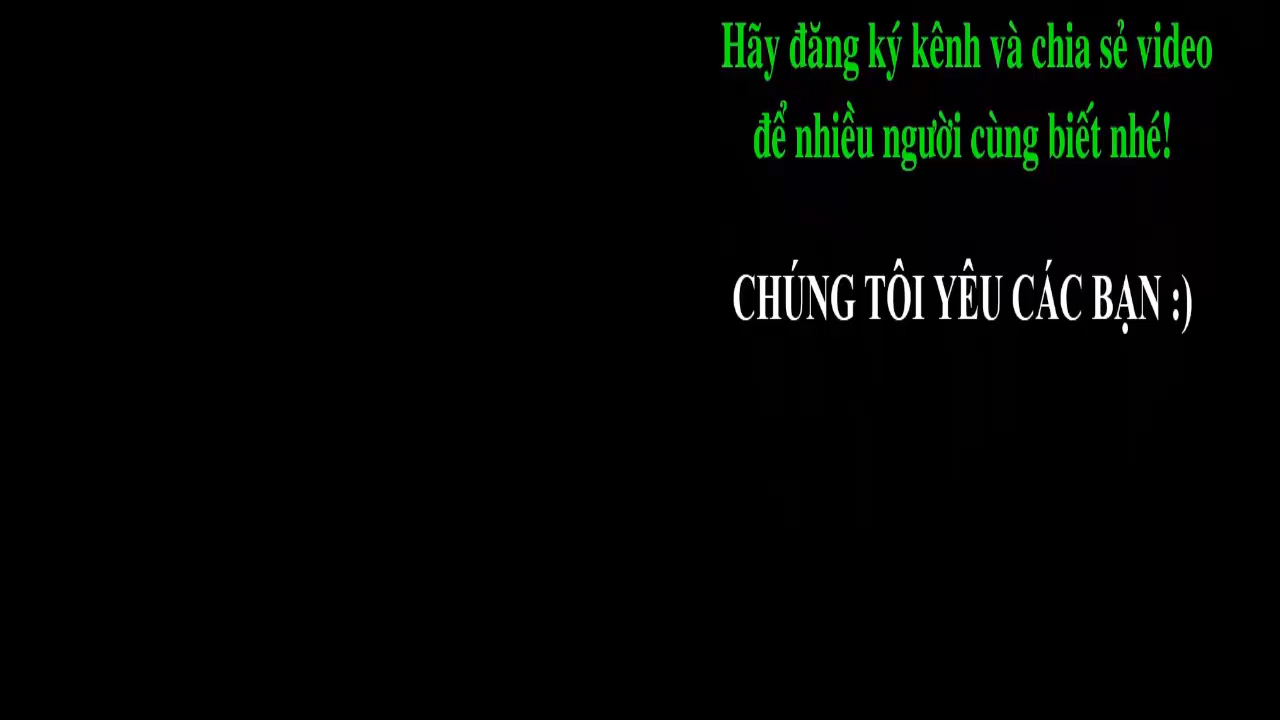 Hãy đăng ký kênh và chia sẻ video
để nhiều người cùng biết nhé!
CHÚNG TÔI YÊU CÁC BẠN :)